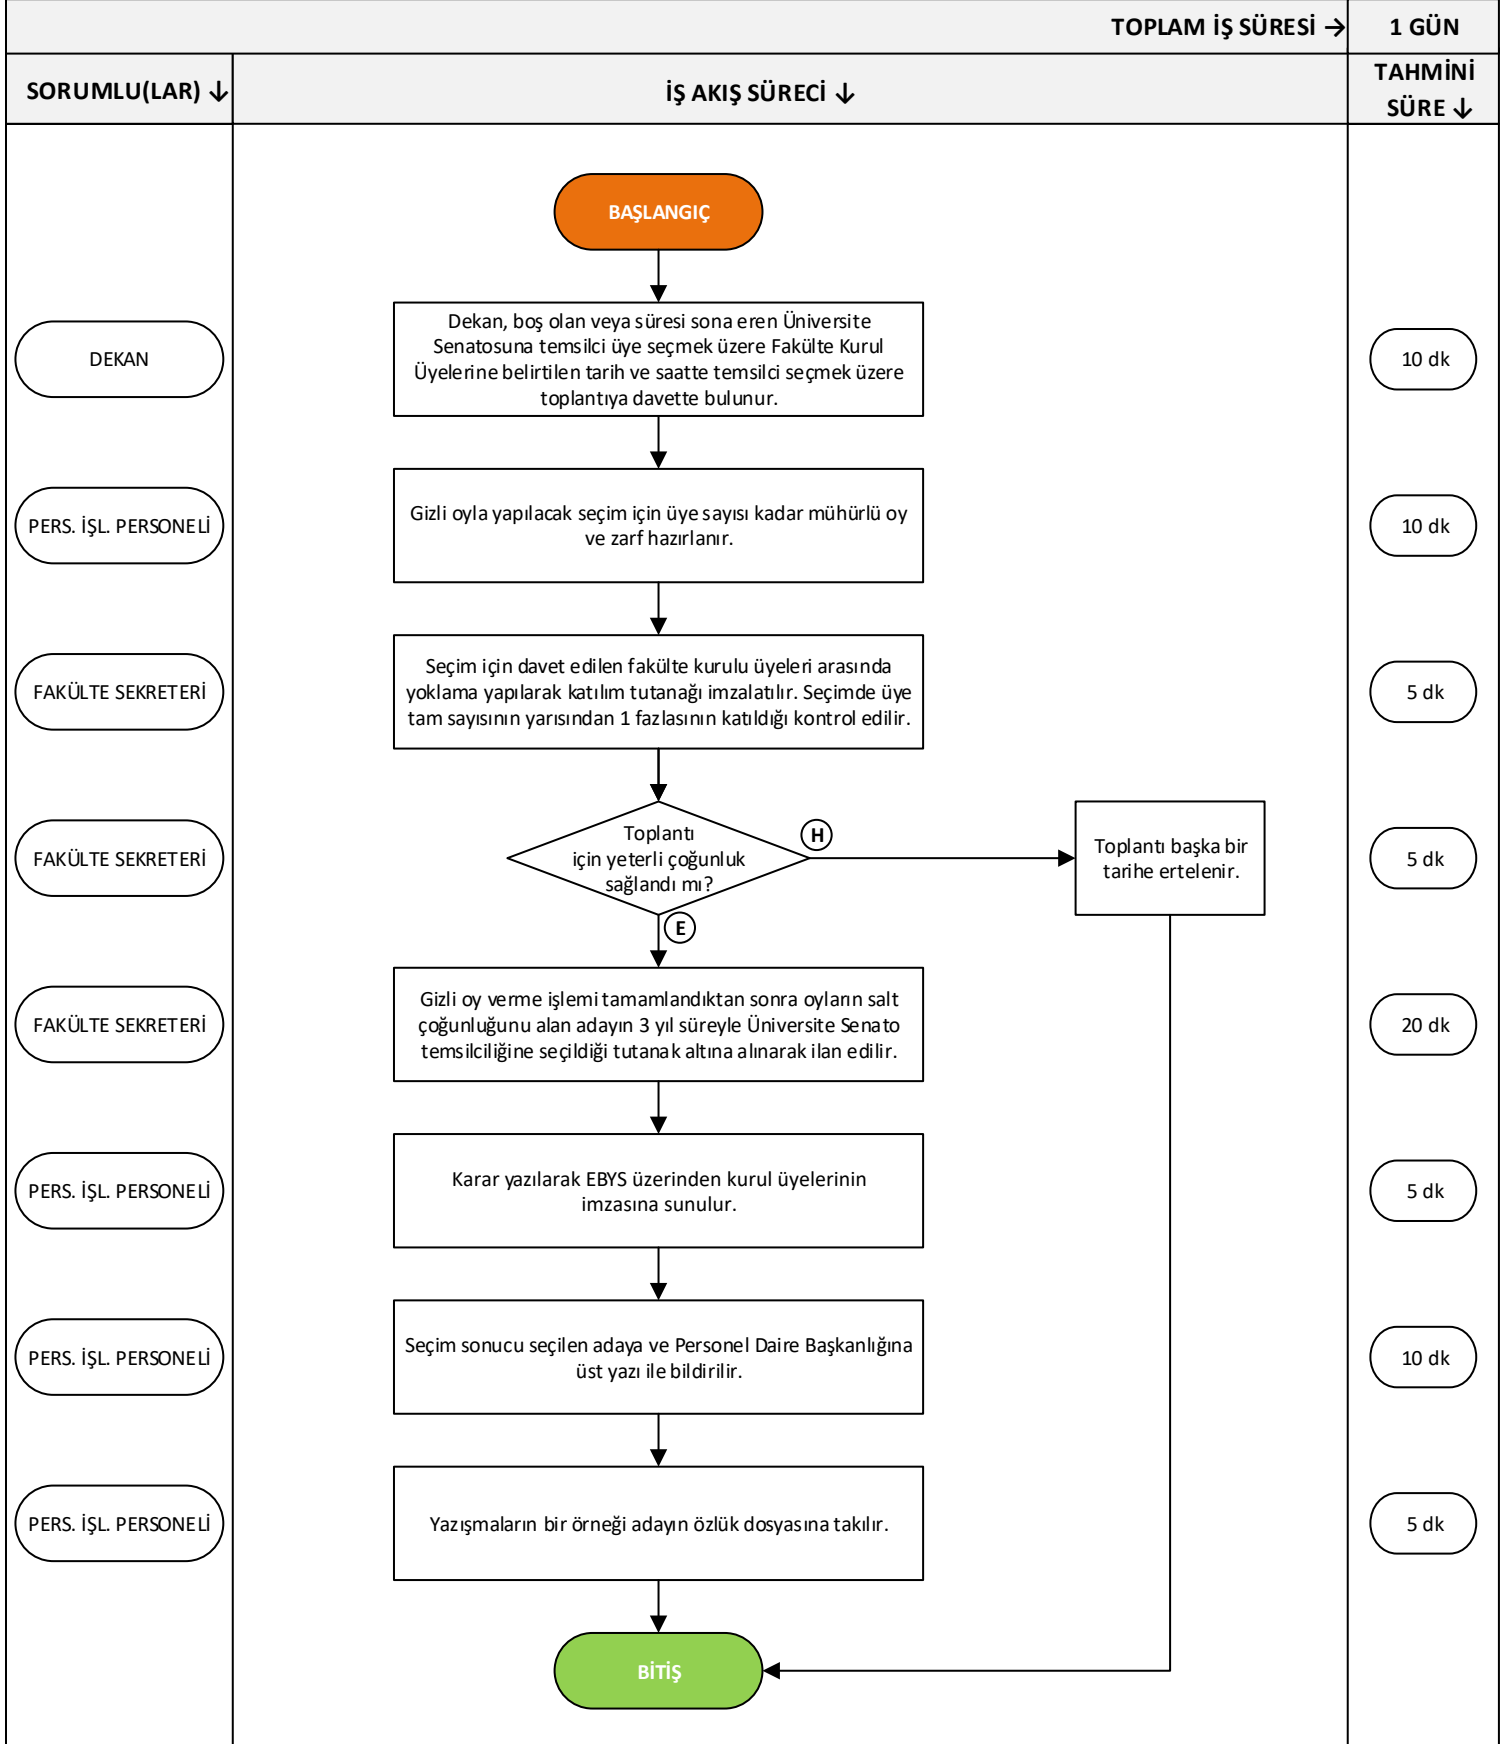 TOPLAM İŞ SÜRESİ →
1 GÜN
SORUMLU(LAR) ↓
İŞ AKIŞ SÜRECİ ↓
TAHMİNİ
SÜRE ↓
BAŞLANGIÇ
DEKAN
Dekan, boş olan veya süresi sona eren Üniversite
Senatosuna temsilci üye seçmek üzere Fakülte Kurul
Üyelerine belirtilen tarih ve saatte temsilci seçmek üzere
toplantıya davette bulunur.
10 dk
PERS. İŞL. PERSONELİ
Gizli oyla yapılacak seçim için üye sayısı kadar mühürlü oy
ve zarf hazırlanır.
10 dk
FAKÜLTE SEKRETERİ
Seçim için davet edilen fakülte kurulu üyeleri arasında
yoklama yapılarak katılım tutanağı imzalatılır. Seçimde üye
tam sayısının yarısından 1 fazlasının katıldığı kontrol edilir.
5 dk
FAKÜLTE SEKRETERİ
Toplantı
için yeterli çoğunluk
sağlandı mı?
H
E
Toplantı başka bir
tarihe ertelenir.
5 dk
FAKÜLTE SEKRETERİ
Gizli oy verme işlemi tamamlandıktan sonra oyların salt
çoğunluğunu alan adayın 3 yıl süreyle Üniversite Senato
temsilciliğine seçildiği tutanak altına alınarak ilan edilir.
20 dk
PERS. İŞL. PERSONELİ
Karar yazılarak EBYS üzerinden kurul üyelerinin
imzasına sunulur.
5 dk
PERS. İŞL. PERSONELİ
Seçim sonucu seçilen adaya ve Personel Daire Başkanlığına
üst yazı ile bildirilir.
10 dk
PERS. İŞL. PERSONELİ
Yazışmaların bir örneği adayın özlük dosyasına takılır.
5 dk
BİTİŞ